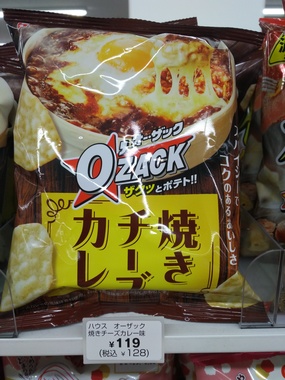 オー・ザック
OZACK
ザクッとポテト!!
コクのあるおいしさ
焼き
チーズ
カレ
ハウス オーザック
焼きチーズカレー味
¥119
(税込 ¥128)